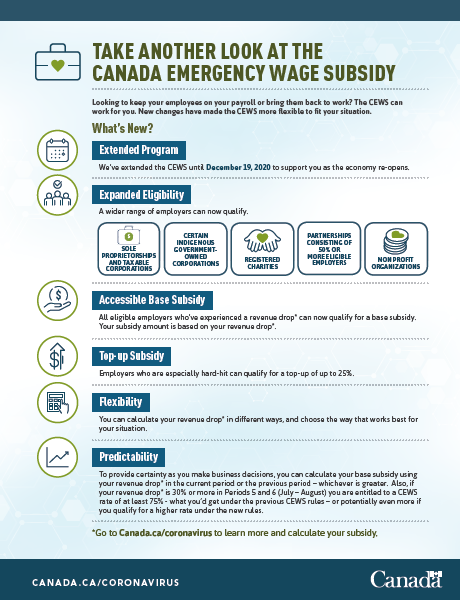 TAKE ANOTHER LOOK AT THE
CANADA EMERGENCY WAGE SUBSIDY
Looking to keep your employees on your payroll or bring them back to work? The CEWS can
work for you. New changes have made the CEWS more flexible to fit your situation.
What's New?
Extended Program
We've extended the CEWS until December 19, 2020 to support you as the economy re-opens.
Expanded Eligibility
A wider range of employers can now qualify.
SOLE
PROPRIETORSHIPS
AND TAXABLE
CORPORATIONS
CERTAIN
INDIGENOUS
GOVERNMENT-
OWNED
CORPORATIONS
REGISTERED
CHARITIES
PARTNERSHIPS
CONSISTING OF
50% OR
MORE ELIGIBLE
EMPLOYERS
NON PROFIT
ORGANIZATIONS
Accessible Base Subsidy
All eligible employers who've experienced a revenue drop* can now qualify for a base subsidy.
Your subsidy amount is based on your revenue drop*.
Top-up Subsidy
Employers who are especially hard-hit can qualify for a top-up of up to 25%.
Flexibility
You can calculate your revenue drop* in different ways, and choose the way that works best for
your situation.
Predictability
To provide certainty as you make business decisions, you can calculate your base subsidy using
your revenue drop* in the current period or the previous period – whichever is greater. Also, if
your revenue drop* is 30% or more in Periods 5 and 6 (July – August) you are entitled to a CEWS
rate of at least 75% - what you'd get under the previous CEWS rules – or potentially even more if
you qualify for a higher rate under the new rules.
*Go to Canada.ca/coronavirus to learn more and calculate your subsidy.
CANADA.CA/CORONAVIRUS
Canada